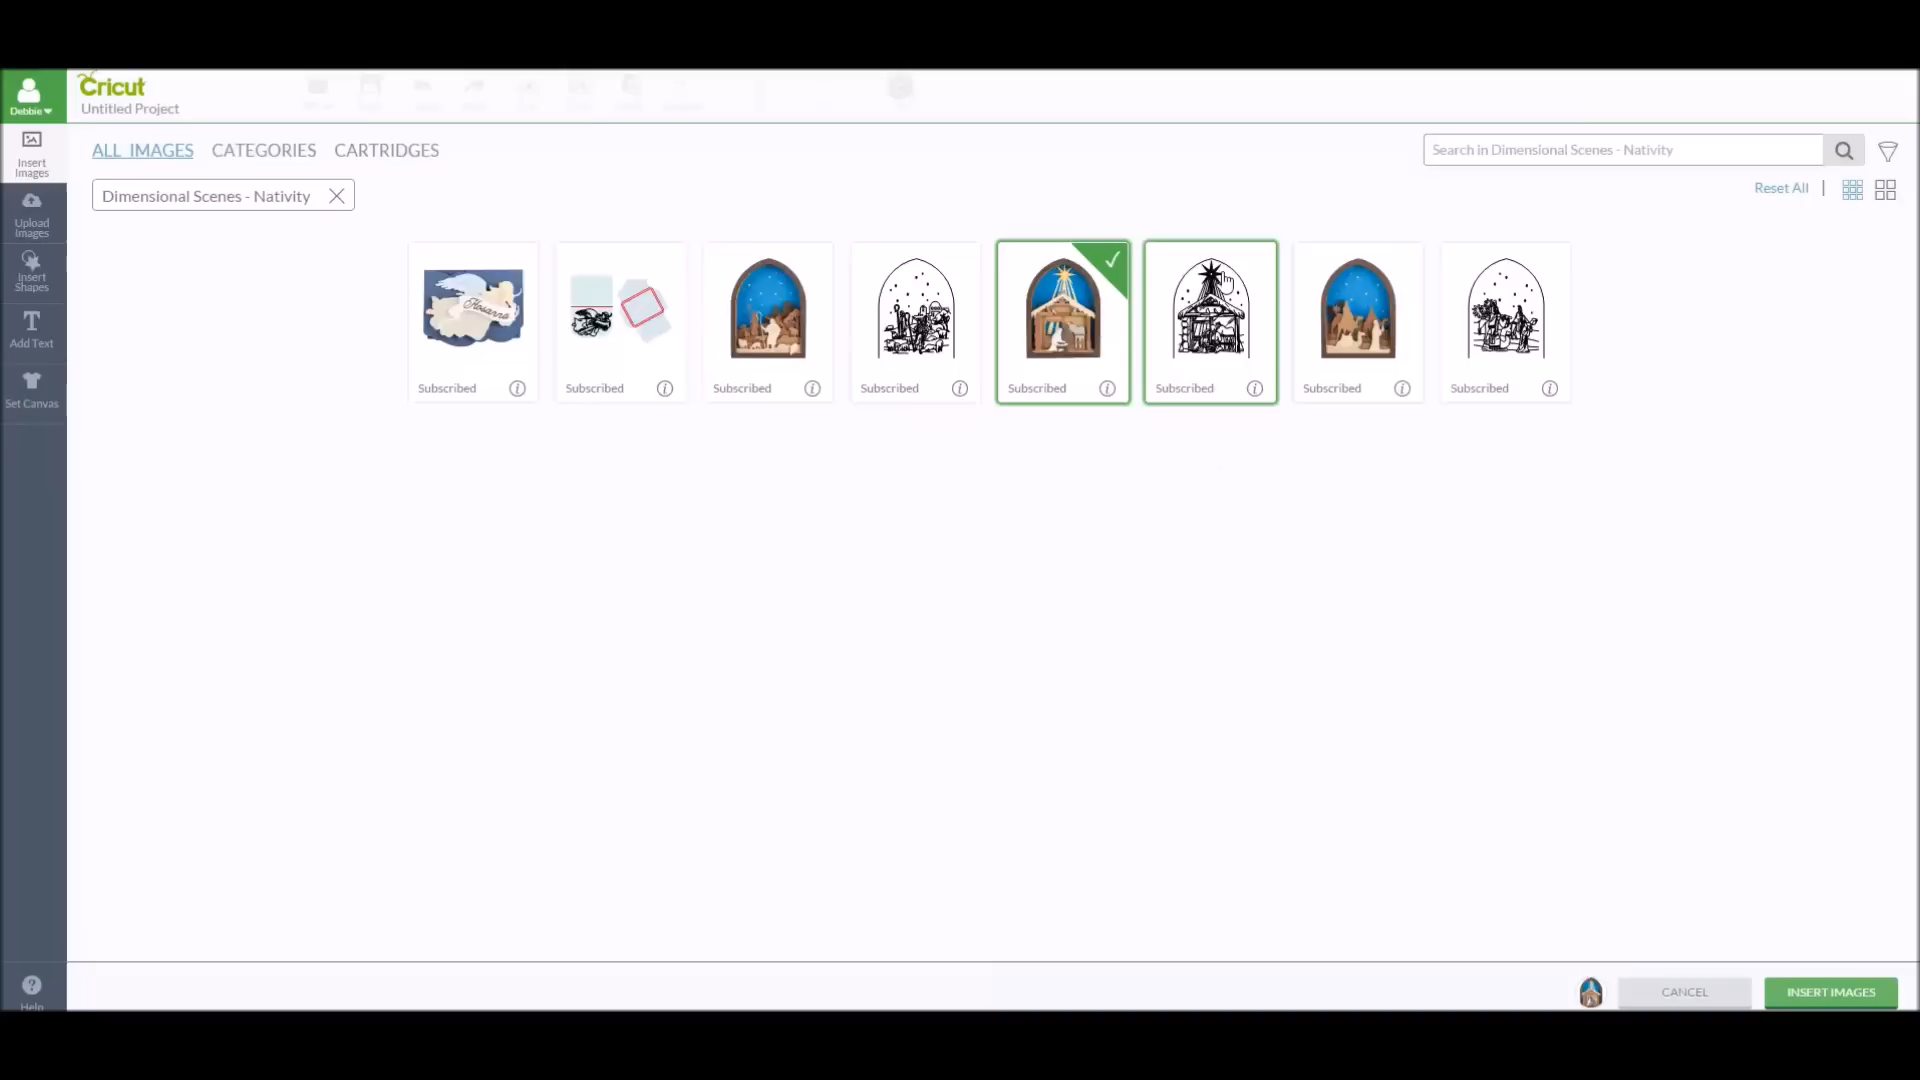 Cricut
Untitled Project
Debbie
Insert
Images
Upload
Images
Insert
Shapes
T
Add Text
Set Canvas
?
Help
ALL IMAGES CATEGORIES CARTRIDGES
Search in Dimensional Scenes - Nativity
Dimensional Scenes - Nativity
Reset All
Hosanna
Subscribed Subscribed Subscribed Subscribed Subscribed Subscribed Subscribed Subscribed
CANCEL INSERT IMAGES